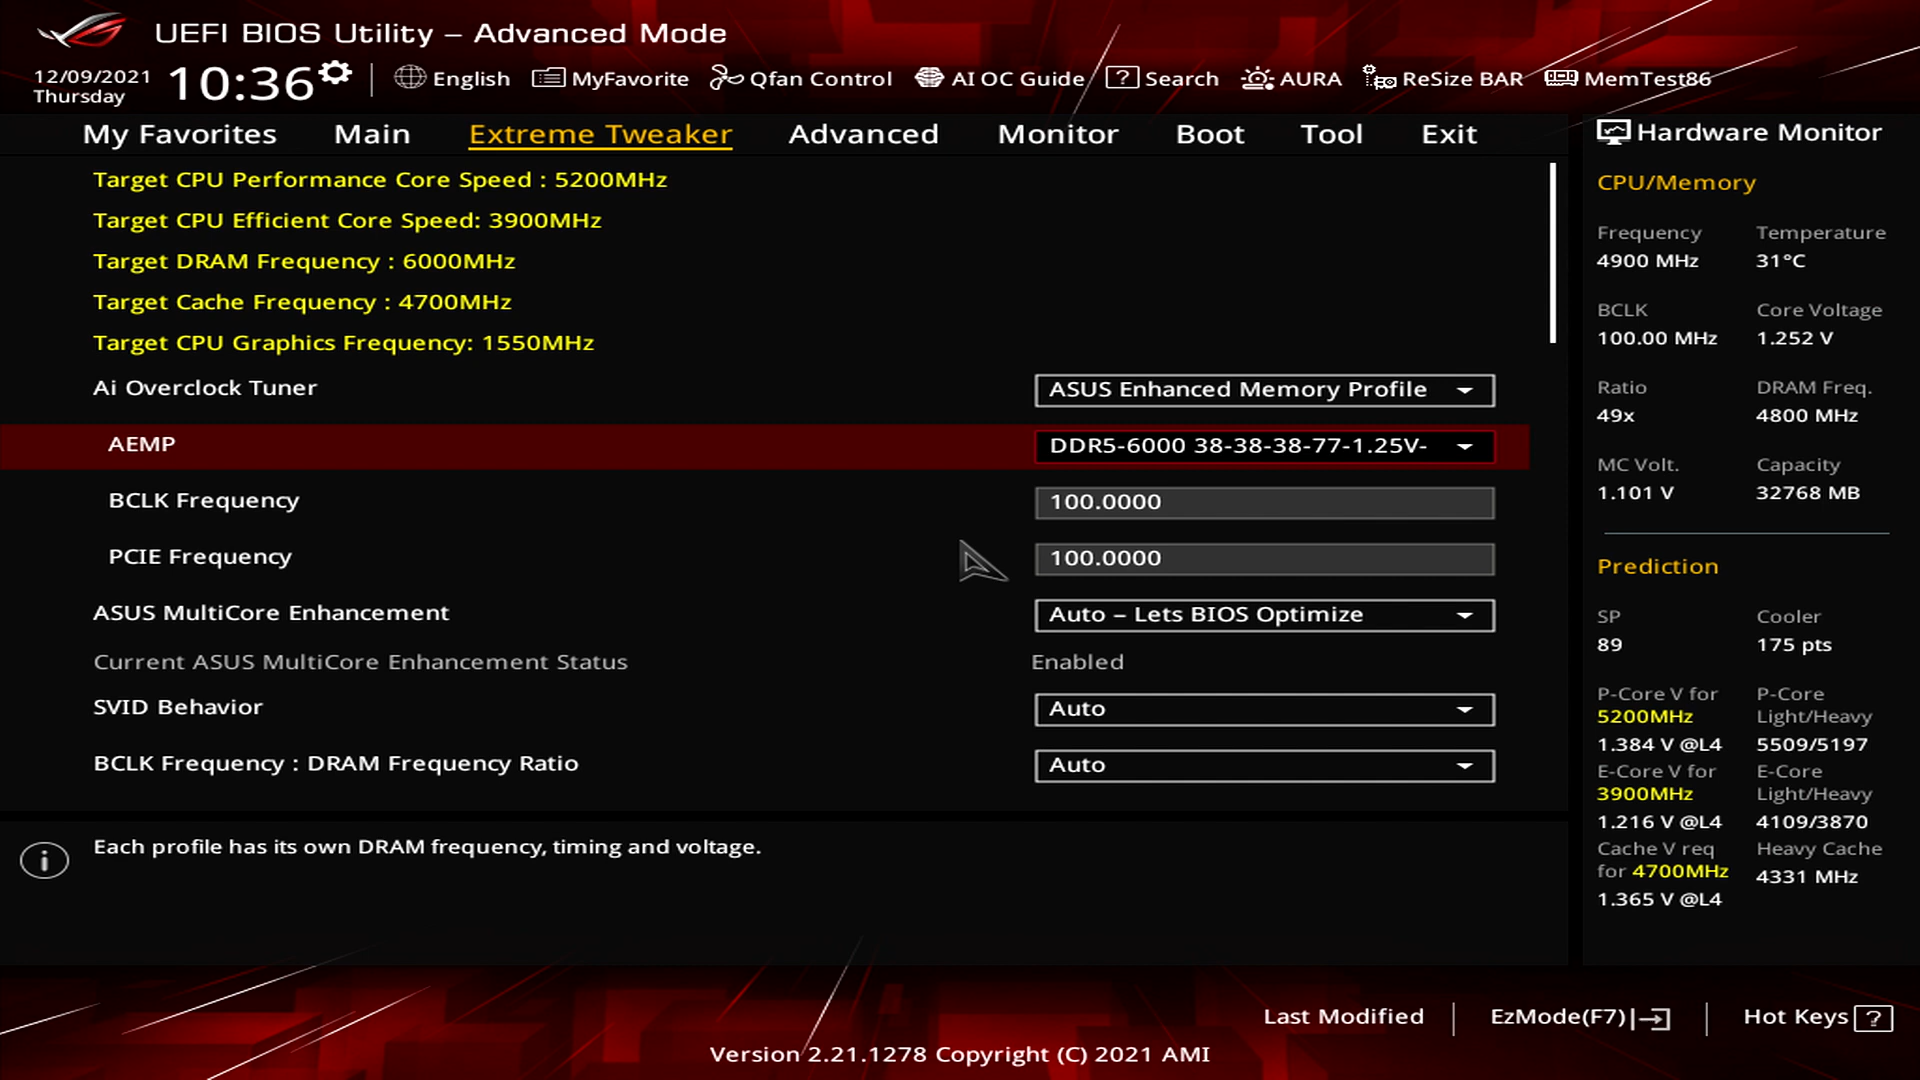 UEFI BIOS Utility – Advanced Mode
12/09/2021
Thursday
10:36
English
MyFavorite
Qfan Control
AI OC Guide
? Search
AURA
ReSize BAR
MemTest86
My Favorites
Main
Extreme Tweaker
Advanced
Monitor
Boot
Tool
Exit
Target CPU Performance Core Speed : 5200MHz
Target CPU Efficient Core Speed: 3900MHz
Target DRAM Frequency : 6000MHz
Target Cache Frequency : 4700MHz
Target CPU Graphics Frequency: 1550MHz
Ai Overclock Tuner ASUS Enhanced Memory Profile
AEMP DDR5-6000 38-38-38-77-1.25V-
BCLK Frequency 100.0000
PCIE Frequency 100.0000
ASUS MultiCore Enhancement Auto – Lets BIOS Optimize
Current ASUS MultiCore Enhancement Status Enabled
SVID Behavior Auto
BCLK Frequency : DRAM Frequency Ratio Auto
i Each profile has its own DRAM frequency, timing and voltage.
Hardware Monitor
CPU/Memory
Frequency Temperature
4900 MHz 31°C
BCLK Core Voltage
100.00 MHz 1.252 V
Ratio DRAM Freq.
49x 4800 MHz
MC Volt. Capacity
1.101 V 32768 MB
Prediction
SP Cooler
89 175 pts
P-Core V for P-Core
5200MHz Light/Heavy
1.384 V @L4 5509/5197
E-Core V for E-Core
3900MHz Light/Heavy
1.216 V @L4 4109/3870
Cache V req Heavy Cache
for 4700MHz 4331 MHz
1.365 V @L4
Last Modified
EzMode(F7)
Hot Keys ?
Version 2.21.1278 Copyright (C) 2021 AMI